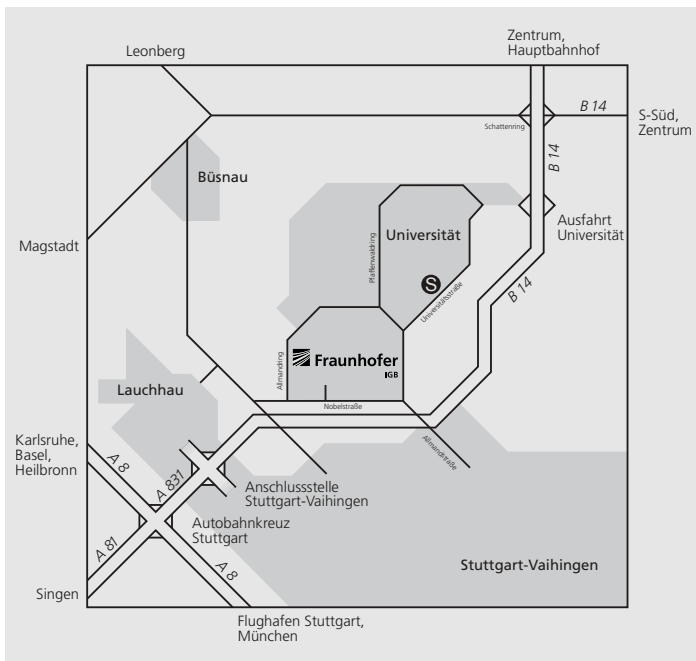 Leonberg
Zentrum,
Hauptbahnhof
B 14
S-Süd,
Zentrum
Schattenring
B 14
Büsnau
Ausfahrt
Universität
Magstadt
Universität
Pfaffenwaldring
S
Universitätsstraße
B 14
Allmandring
Fraunhofer
IGB
Lauchhau
Nobelstraße
Allmandstraße
Karlsruhe,
Basel,
Heilbronn
A 8
A 831
Anschlussstelle
Stuttgart-Vaihingen
Autobahnkreuz
Stuttgart
A 81
A 8
Stuttgart-Vaihingen
Singen
Flughafen Stuttgart,
München